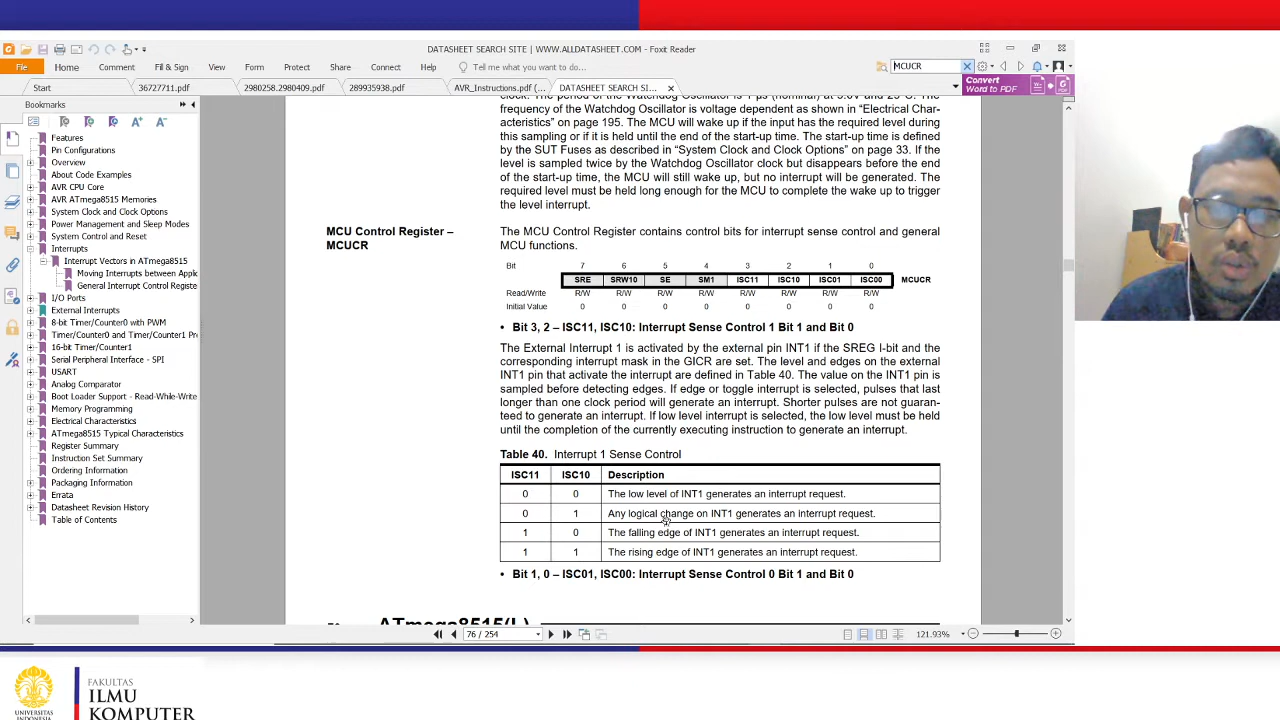 DATASHEET SEARCH SITE | WWW.ALLDATASHEET.COM - Foxit Reader
File Home Comment Fill & Sign View Form Protect Share Connect Help Tell me what you want to do... MCUCR
Convert
Word to PDF
Start 36727711.pdf 2980258.2980409.pdf 289935938.pdf AVR_Instructions.pdf (... DATASHEET SEARCH SI...
Bookmarks
Features
Pin Configurations
Overview
About Code Examples
AVR CPU Core
AVR ATmega8515 Memories
System Clock and Clock Options
Power Management and Sleep Modes
System Control and Reset
Interrupts
Interrupt Vectors in ATmega8515
Moving Interrupts between Appl
General Interrupt Control Registe
I/O Ports
External Interrupts
8-bit Timer/Counter0 with PWM
Timer/Counter0 and Timer/Counter1 Pre
16-bit Timer/Counter1
Serial Peripheral Interface - SPI
USART
Analog Comparator
Boot Loader Support - Read-While-Write
Memory Programming
Electrical Characteristics
ATmega8515 Typical Characteristics
Register Summary
Instruction Set Summary
Ordering Information
Packaging Information
Errata
Datasheet Revision History
Table of Contents
frequency of the Watchdog Oscillator is voltage dependent as shown in “Electrical Char-
acteristics” on page 195. The MCU will wake up if the input has the required level during
this sampling or if it is held until the end of the start-up time. The start-up time is defined
by the SUT Fuses as described in “System Clock and Clock Options” on page 33. If the
level is sampled twice by the Watchdog Oscillator clock but disappears before the end
of the start-up time, the MCU will still wake up, but no interrupt will be generated. The
required level must be held long enough for the MCU to complete the wake up to trigger
the level interrupt.
MCU Control Register –
MCUCR
The MCU Control Register contains control bits for interrupt sense control and general
MCU functions.
Bit 7 6 5 4 3 2 1 0
SRE SRW10 SE SM1 ISC11 ISC10 ISC01 ISC00 MCUCR
Read/Write R/W R/W R/W R/W R/W R/W R/W R/W
Initial Value 0 0 0 0 0 0 0 0
• Bit 3, 2 – ISC11, ISC10: Interrupt Sense Control 1 Bit 1 and Bit 0
The External Interrupt 1 is activated by the external pin INT1 if the SREG I-bit and the
corresponding interrupt mask in the GICR are set. The level and edges on the external
INT1 pin that activate the interrupt are defined in Table 40. The value on the INT1 pin is
sampled before detecting edges. If edge or toggle interrupt is selected, pulses that last
longer than one clock period will generate an interrupt. Shorter pulses are not guaran-
teed to generate an interrupt. If low level interrupt is selected, the low level must be held
until the completion of the currently executing instruction to generate an interrupt.
Table 40. Interrupt 1 Sense Control
ISC11 ISC10 Description
0 0 The low level of INT1 generates an interrupt request.
0 1 Any logical change on INT1 generates an interrupt request.
1 0 The falling edge of INT1 generates an interrupt request.
1 1 The rising edge of INT1 generates an interrupt request.
• Bit 1, 0 – ISC01, ISC00: Interrupt Sense Control 0 Bit 1 and Bit 0
ATmega8515(L)
76 / 254
121.93%
UNIVERSITAS
INDONESIA
FAKULTAS
ILMU
KOMPUTER